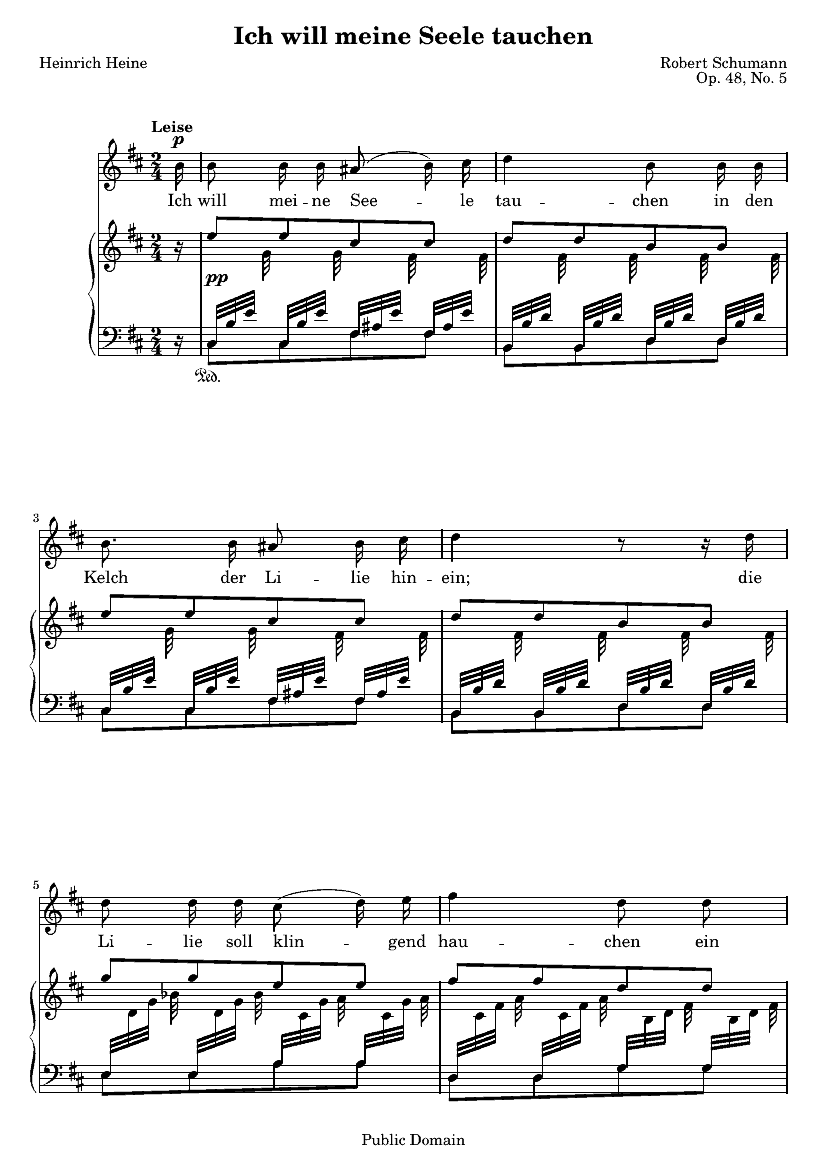 Ich will meine Seele tauchen
Heinrich Heine
Robert Schumann
Op. 48, No. 5
Leise
p
Ich will mei -- ne See -- le tau -- chen in den
pp
Ped.
3
Kelch der Li -- lie hin -- ein; die
5
Li -- lie soll klin -- gend hau -- chen ein
Public Domain